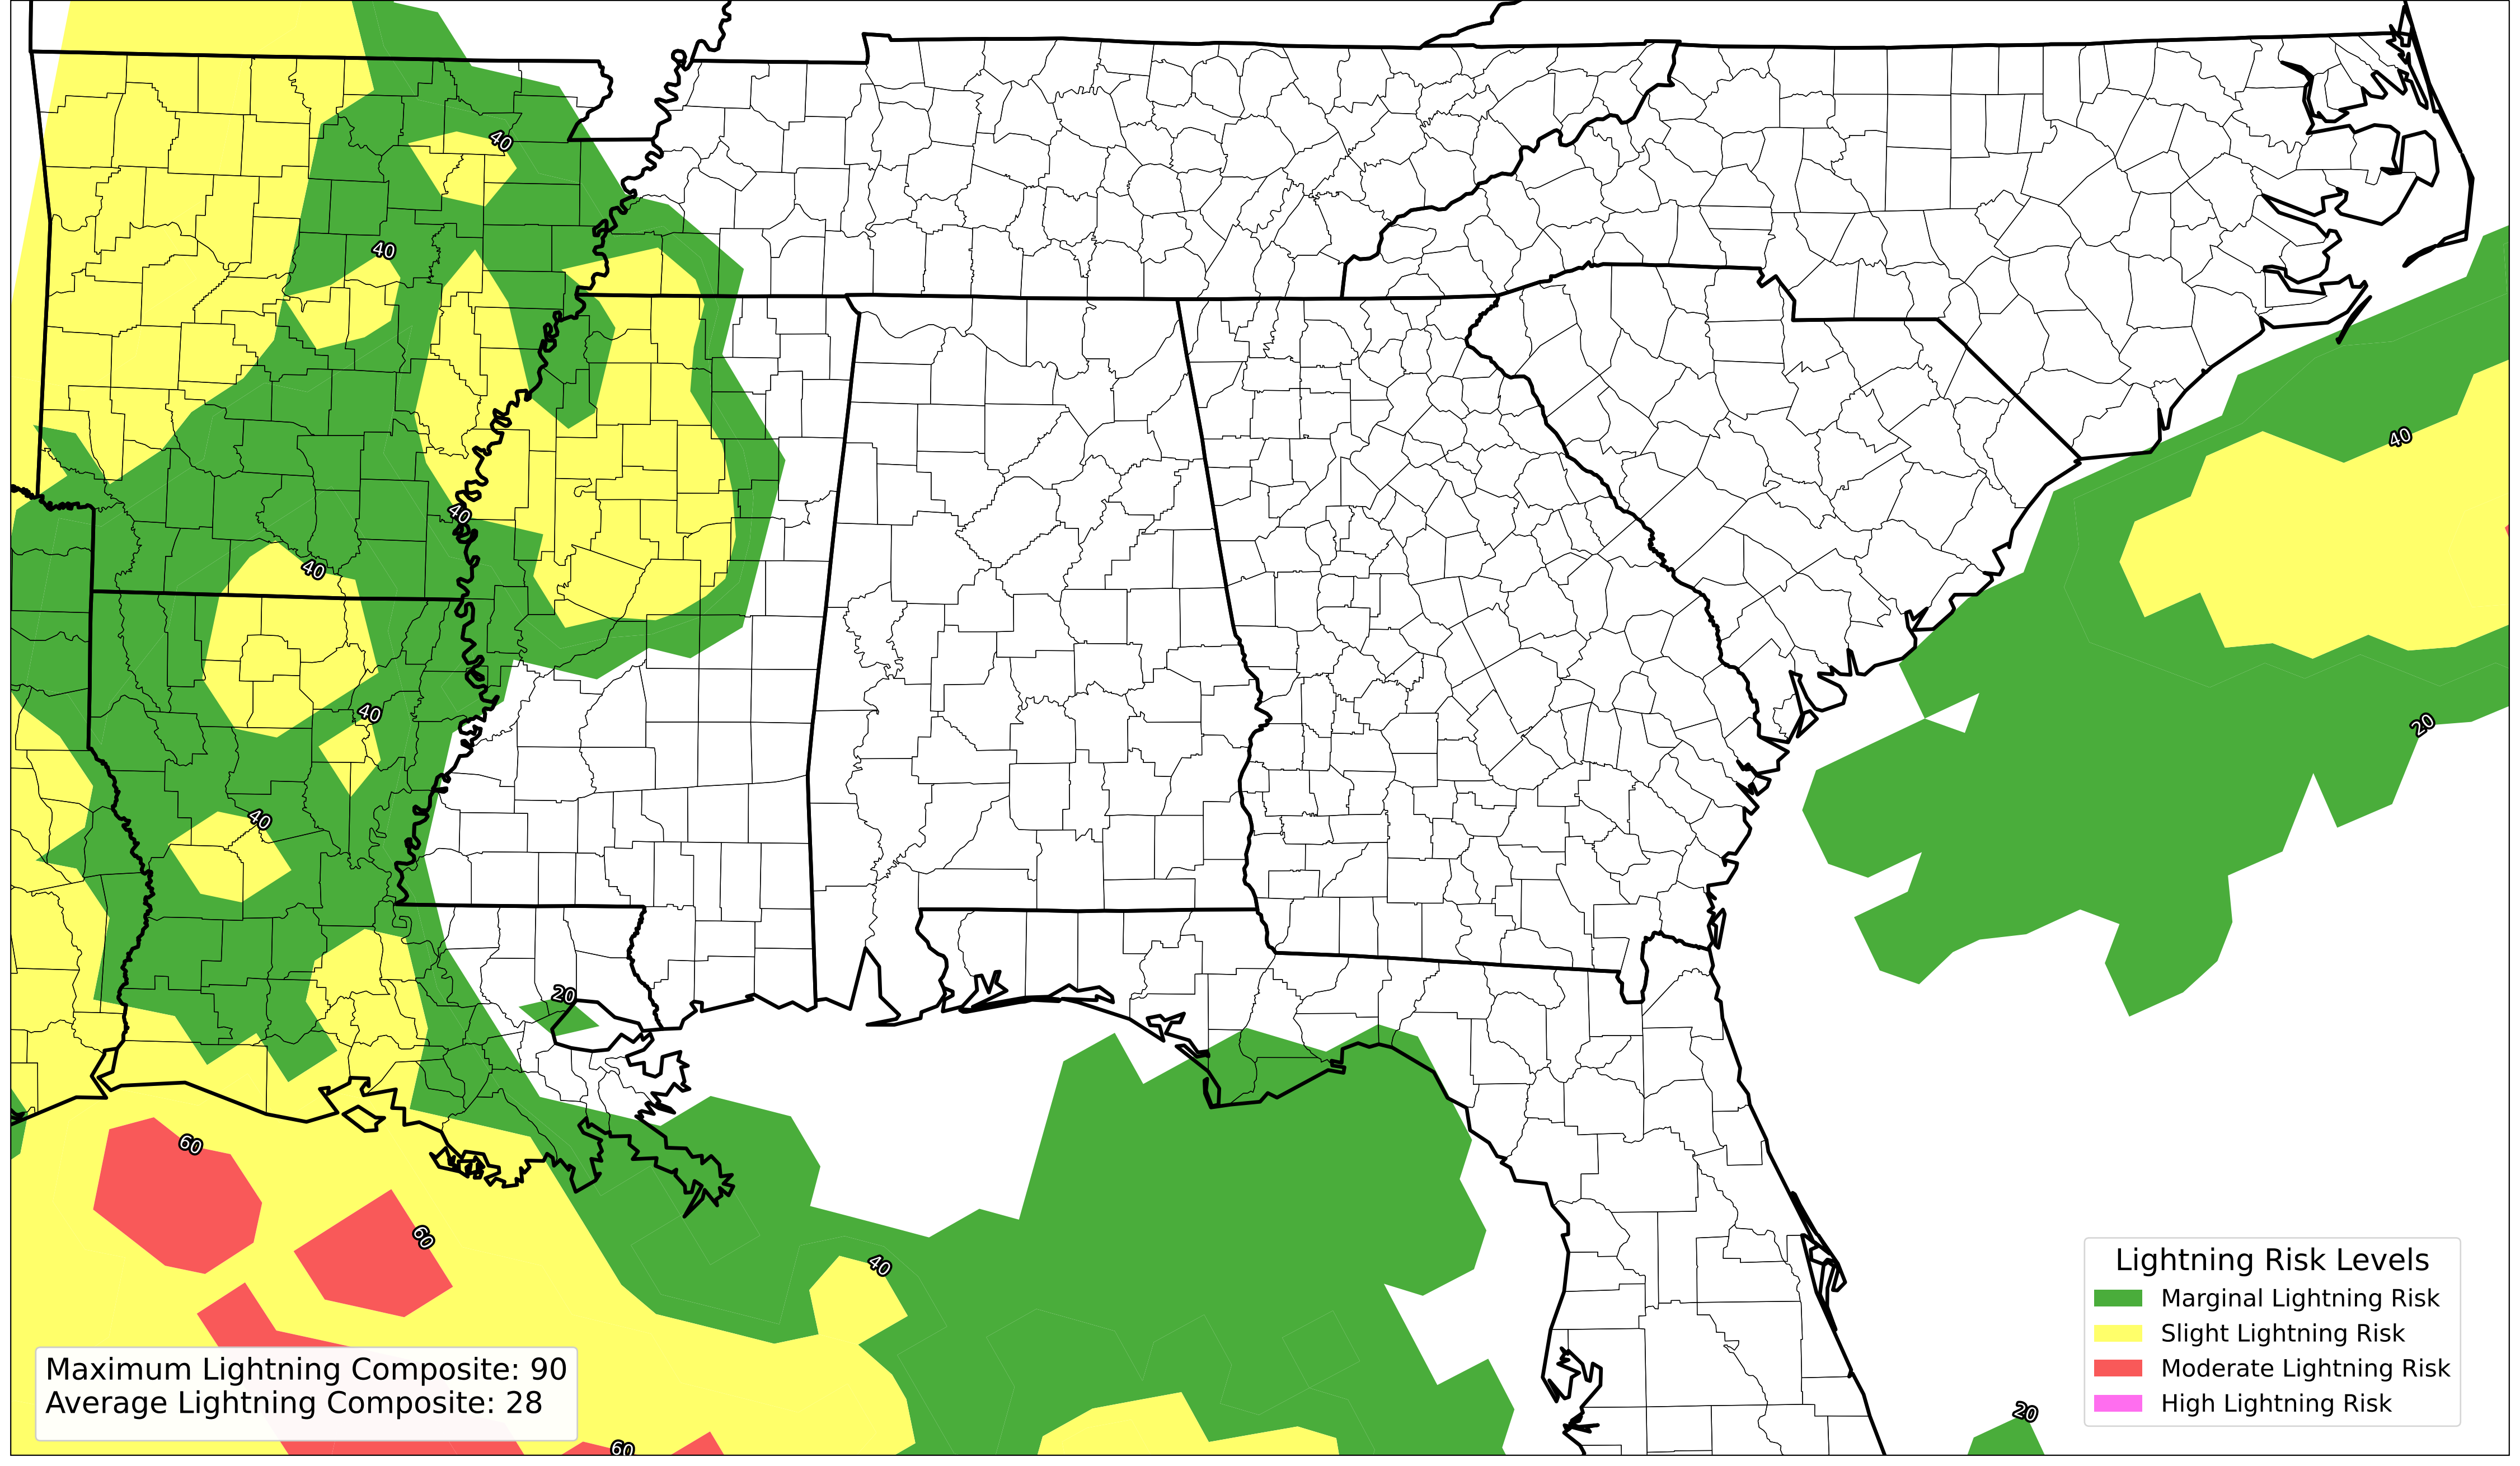 40
40
40
40
40
40
40
20
20
60
60
40
Lightning Risk Levels
Marginal Lightning Risk
Slight Lightning Risk
Moderate Lightning Risk
High Lightning Risk
Maximum Lightning Composite: 90
Average Lightning Composite: 28
20
60